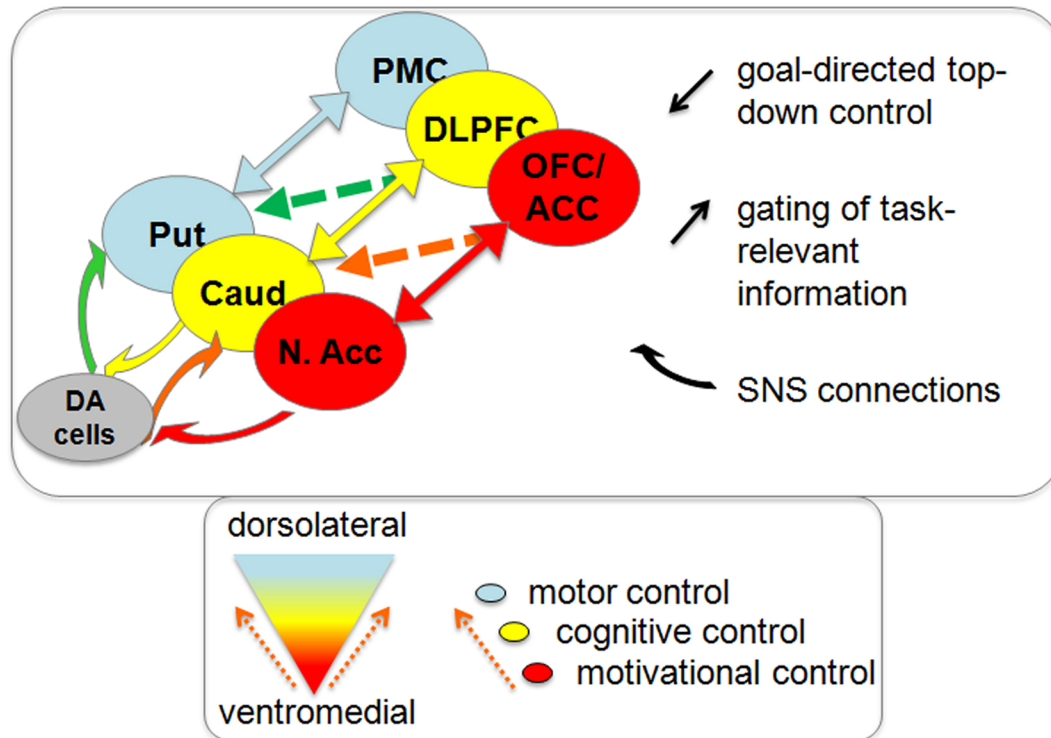 PMC
DLPFC
OFC/
ACC
Put
Caud
N. Acc
DA
cells
goal-directed top-
down control
gating of task-
relevant
information
SNS connections
dorsolateral
ventromedial
motor control
cognitive control
motivational control